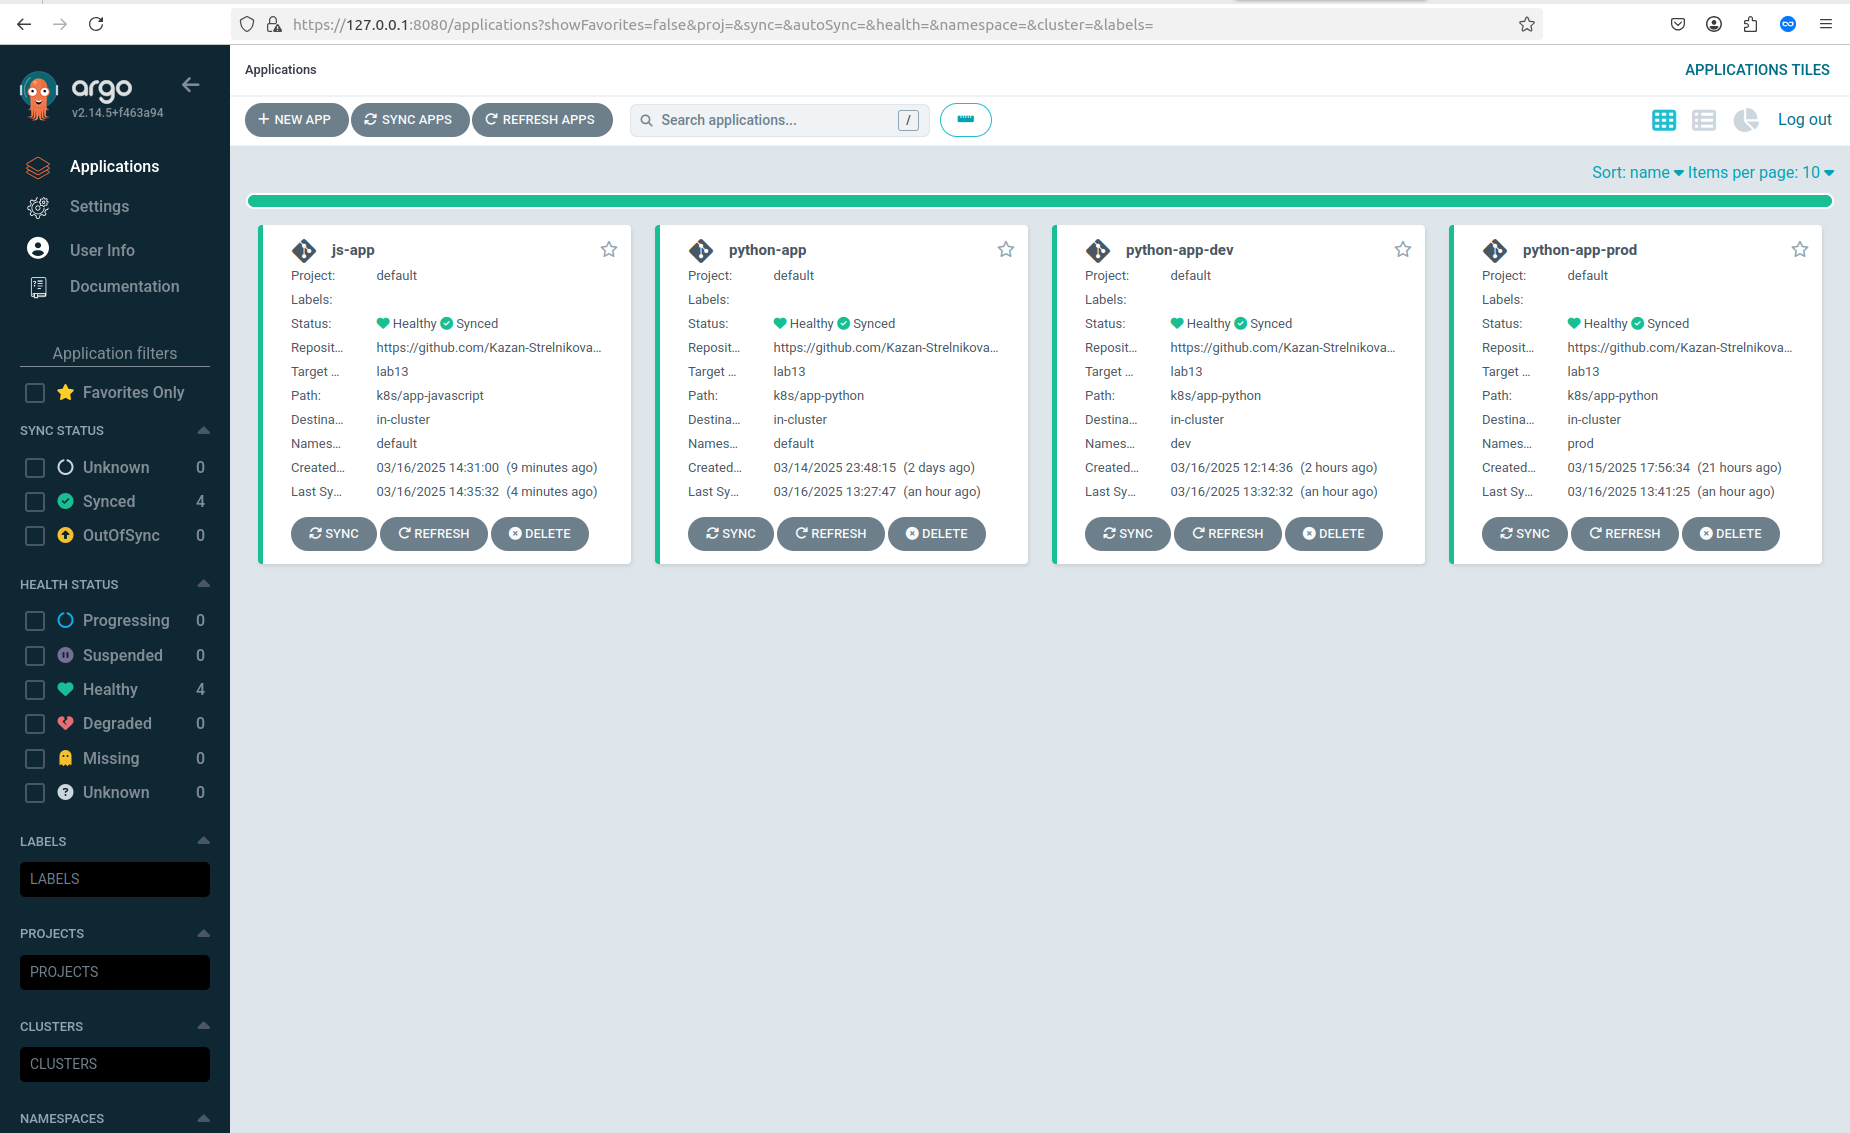 https://127.0.0.1:8080/applications?showFavorites=false&proj=&sync=&autoSync=&health=&namespace=&cluster=&labels=
argo
v2.14.5+f463a94
Applications
Settings
User Info
Documentation
Application filters
Favorites Only
SYNC STATUS
Unknown 0
Synced 4
OutOfSync 0
HEALTH STATUS
Progressing 0
Suspended 0
Healthy 4
Degraded 0
Missing 0
Unknown 0
LABELS
LABELS
PROJECTS
PROJECTS
CLUSTERS
CLUSTERS
NAMESPACES
Applications APPLICATIONS TILES
+ NEW APP SYNC APPS REFRESH APPS Search applications... / Log out
Sort: name Items per page: 10
js-app
Project: default
Labels:
Status: Healthy Synced
Reposit... https://github.com/Kazan-Strelnikova...
Target ... lab13
Path: k8s/app-javascript
Destina... in-cluster
Names... default
Created... 03/16/2025 14:31:00 (9 minutes ago)
Last Sy... 03/16/2025 14:35:32 (4 minutes ago)
SYNC REFRESH DELETE
python-app
Project: default
Labels:
Status: Healthy Synced
Reposit... https://github.com/Kazan-Strelnikova...
Target ... lab13
Path: k8s/app-python
Destina... in-cluster
Names... default
Created... 03/14/2025 23:48:15 (2 days ago)
Last Sy... 03/16/2025 13:27:47 (an hour ago)
SYNC REFRESH DELETE
python-app-dev
Project: default
Labels:
Status: Healthy Synced
Reposit... https://github.com/Kazan-Strelnikova...
Target ... lab13
Path: k8s/app-python
Destina... in-cluster
Names... dev
Created... 03/16/2025 12:14:36 (2 hours ago)
Last Sy... 03/16/2025 13:32:32 (an hour ago)
SYNC REFRESH DELETE
python-app-prod
Project: default
Labels:
Status: Healthy Synced
Reposit... https://github.com/Kazan-Strelnikova...
Target ... lab13
Path: k8s/app-python
Destina... in-cluster
Names... prod
Created... 03/15/2025 17:56:34 (21 hours ago)
Last Sy... 03/16/2025 13:41:25 (an hour ago)
SYNC REFRESH DELETE